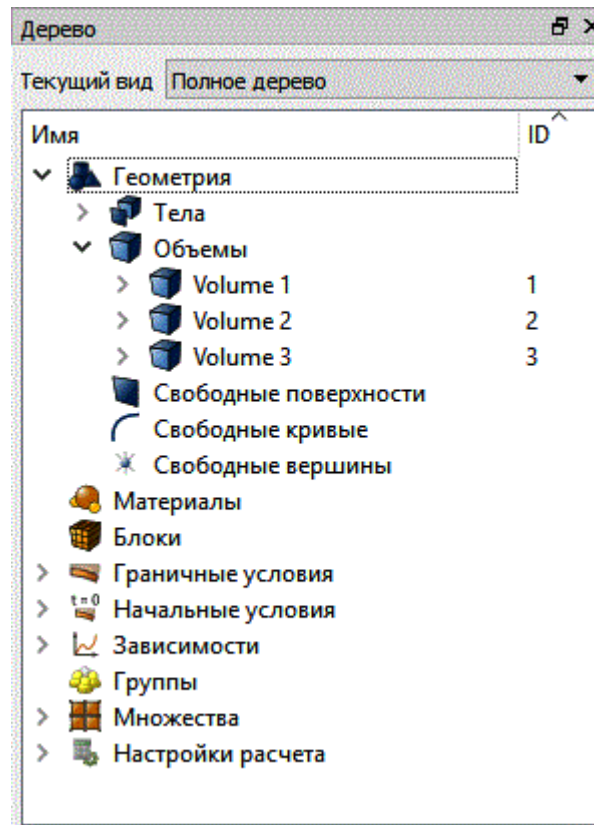 Дерево
Текущий вид Полное дерево
Имя ID
Геометрия
Тела
Объемы
Volume 1 1
Volume 2 2
Volume 3 3
Свободные поверхности
Свободные кривые
Свободные вершины
Материалы
Блоки
Граничные условия
t = 0 Начальные условия
Зависимости
Группы
Множества
Настройки расчета